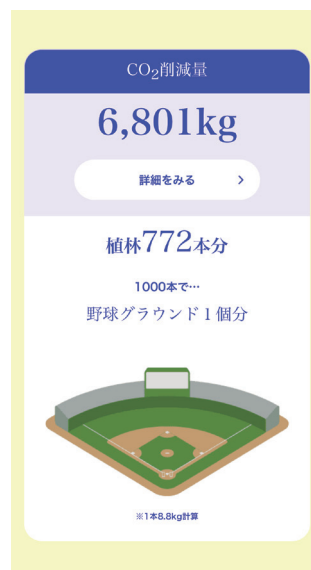 CO₂削減量
6,801kg
詳細をみる
植林772本分
1000本で…
野球グラウンド1個分
※1本8.8kg計算